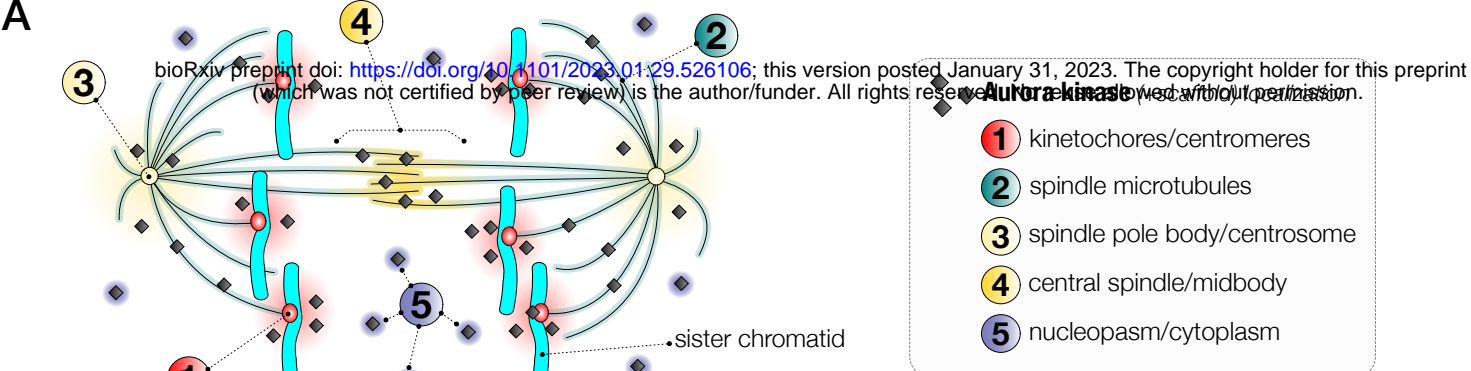 A
4
2
3
bioRxiv preprint doi: https://doi.org/10.1101/2023.01.29.526106; this version posted January 31, 2023. The copyright holder for this preprint
(which was not certified by peer review) is the author/funder. All rights reserved. No reuse allowed without permission.
Aurora kinase (+scaffold) localization
1 kinetochores/centromeres
2 spindle microtubules
3 spindle pole body/centrosome
4 central spindle/midbody
5 nucleopasm/cytoplasm
5
sister chromatid
1